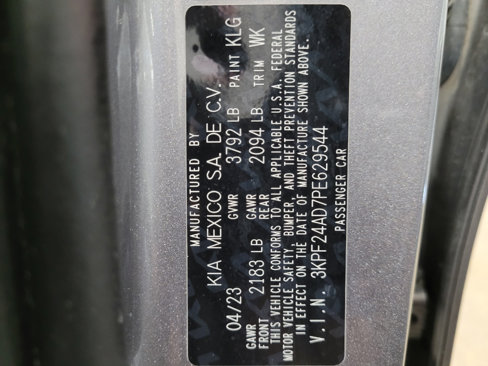 MANUFACTURED BY
KIA MEXICO S.A. DE C.V.
04/23 GVWR 3792 LB PAINT KLG
GAWR FRONT 2183 LB GAWR REAR 2094 LB TRIM WK
THIS VEHICLE CONFORMS TO ALL APPLICABLE U.S.A. FEDERAL
MOTOR VEHICLE SAFETY, BUMPER, AND THEFT PREVENTION STANDARDS
IN EFFECT ON THE DATE OF MANUFACTURE SHOWN ABOVE.
V.I.N. 3KPF24AD7PE629544
PASSENGER CAR